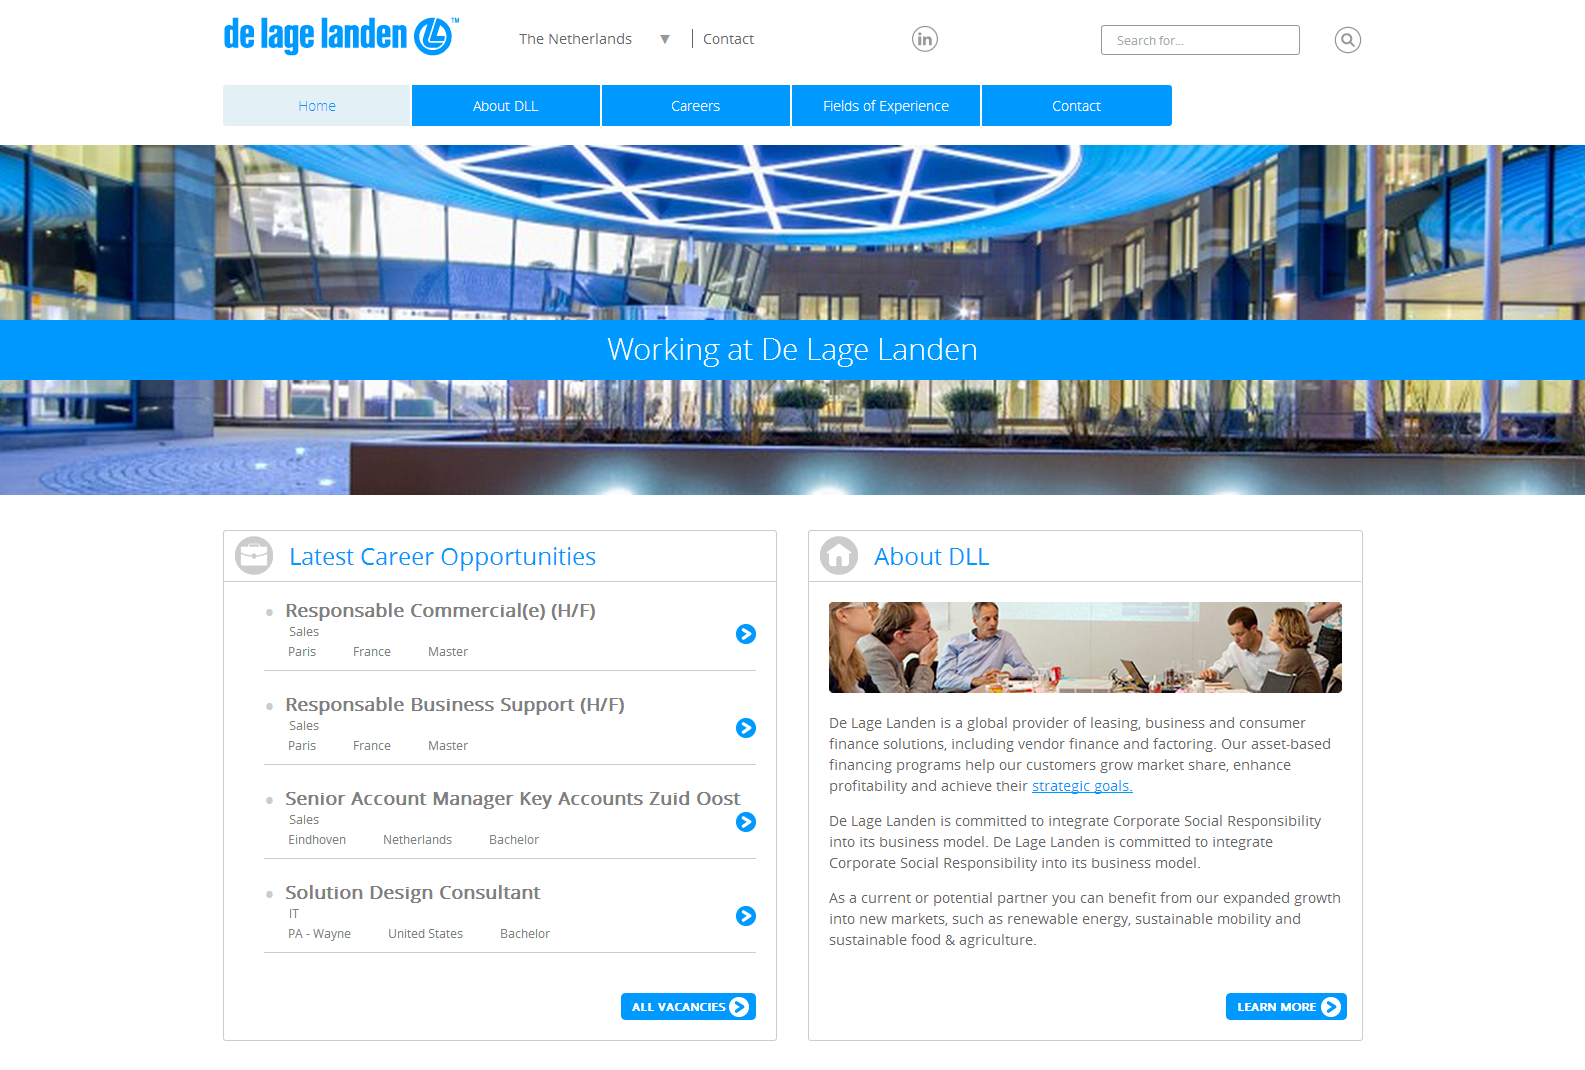 de lage landen ™
The Netherlands ▼ | Contact
Search for...
Home About DLL Careers Fields of Experience Contact
Working at De Lage Landen
Latest Career Opportunities
Responsable Commercial(e) (H/F)
Sales
Paris France Master
Responsable Business Support (H/F)
Sales
Paris France Master
Senior Account Manager Key Accounts Zuid Oost
Sales
Eindhoven Netherlands Bachelor
Solution Design Consultant
IT
PA - Wayne United States Bachelor
ALL VACANCIES
About DLL
De Lage Landen is a global provider of leasing, business and consumer
finance solutions, including vendor finance and factoring. Our asset-based
financing programs help our customers grow market share, enhance
profitability and achieve their strategic goals.
De Lage Landen is committed to integrate Corporate Social Responsibility
into its business model. De Lage Landen is committed to integrate
Corporate Social Responsibility into its business model.
As a current or potential partner you can benefit from our expanded growth
into new markets, such as renewable energy, sustainable mobility and
sustainable food & agriculture.
LEARN MORE